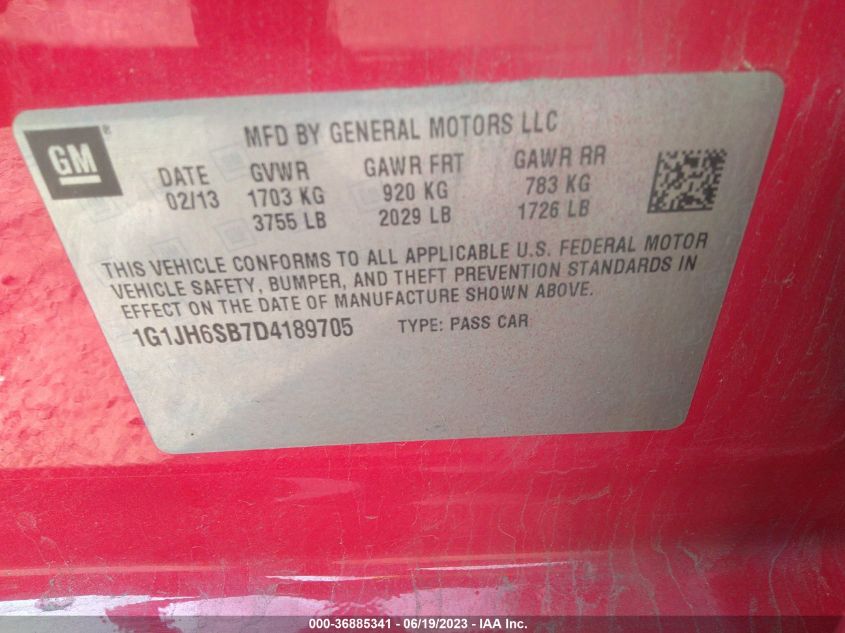 GM ®
MFD BY GENERAL MOTORS LLC
DATE GVWR GAWR FRT GAWR RR
02/13 1703 KG 920 KG 783 KG
3755 LB 2029 LB 1726 LB
THIS VEHICLE CONFORMS TO ALL APPLICABLE U.S. FEDERAL MOTOR
VEHICLE SAFETY, BUMPER, AND THEFT PREVENTION STANDARDS IN
EFFECT ON THE DATE OF MANUFACTURE SHOWN ABOVE.
1G1JH6SB7D4189705 TYPE: PASS CAR
000-36885341 / 06/19/2023 - IAA Inc.